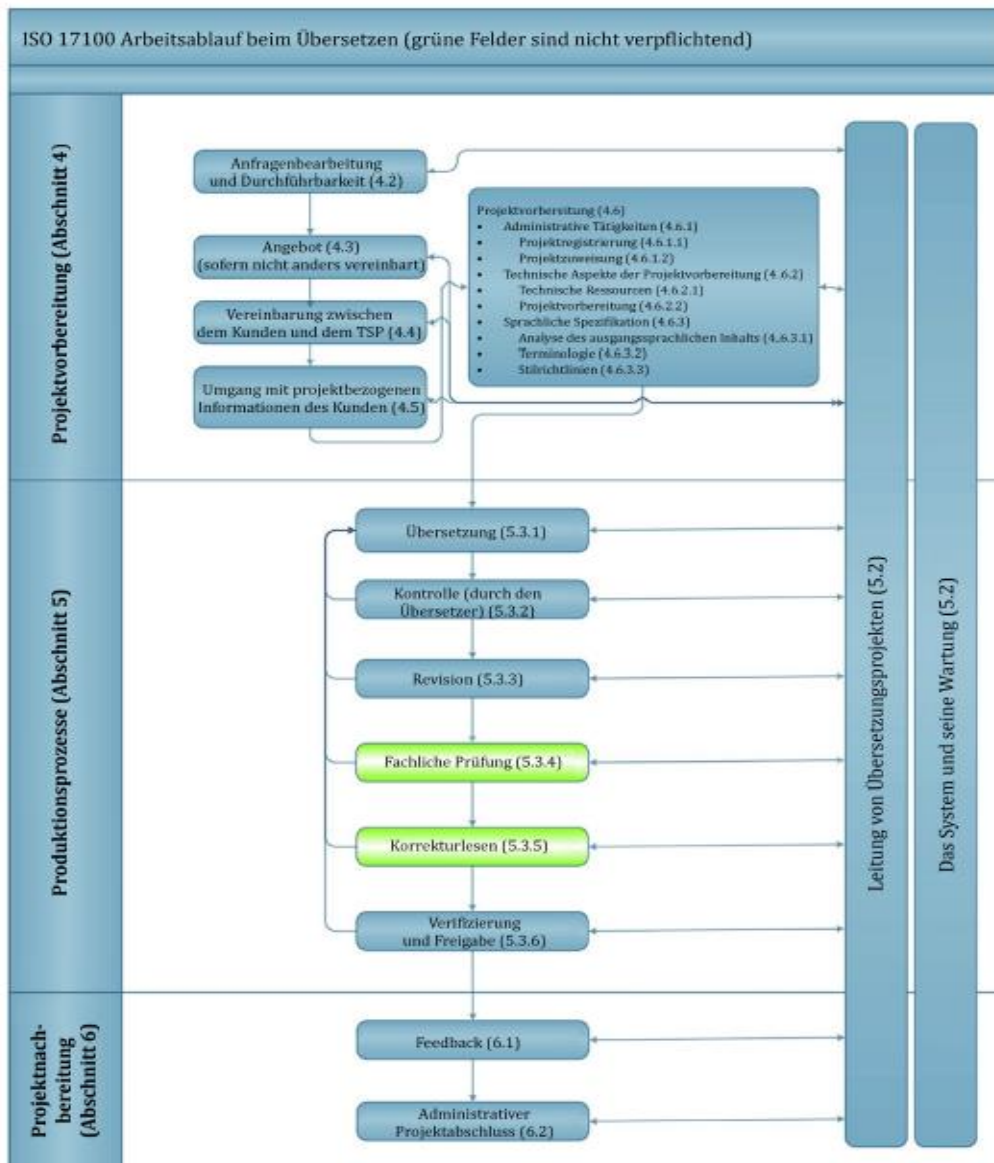 ISO 17100 Arbeitsablauf beim Übersetzen (grüne Felder sind nicht verpflichtend)
Projektvorbereitung (Abschnitt 4)
Anfragenbearbeitung
und Durchführbarkeit (4.2)
Angebot (4.3)
(sofern nicht anders vereinbart)
Vereinbarung zwischen
dem Kunden und dem TSP (4.4)
Umgang mit projektbezogenen
Informationen des Kunden (4.5)
Projektvorbereitung (4.6)
• Administrative Tätigkeiten (4.6.1)
• Projektregistrierung (4.6.1.1)
• Projektzuweisung (4.6.1.2)
• Technische Aspekte der Projektvorbereitung (4.6.2)
• Technische Ressourcen (4.6.2.1)
• Projektvorbereitung (4.6.2.2)
• Sprachliche Spezifikation (4.6.3)
• Analyse des ausgangssprachlichen Inhalts (4.6.3.1)
• Terminologie (4.6.3.2)
• Stilrichtlinien (4.6.3.3)
Produktionsprozesse (Abschnitt 5)
Übersetzung (5.3.1)
Kontrolle (durch den
Übersetzer) (5.3.2)
Revision (5.3.3)
Fachliche Prüfung (5.3.4)
Korrekturlesen (5.3.5)
Verifizierung
und Freigabe (5.3.6)
Projektnach-
bereitung
(Abschnitt 6)
Feedback (6.1)
Administrativer
Projektabschluss (6.2)
Leitung von Übersetzungsprojekten (5.2)
Das System und seine Wartung (5.2)